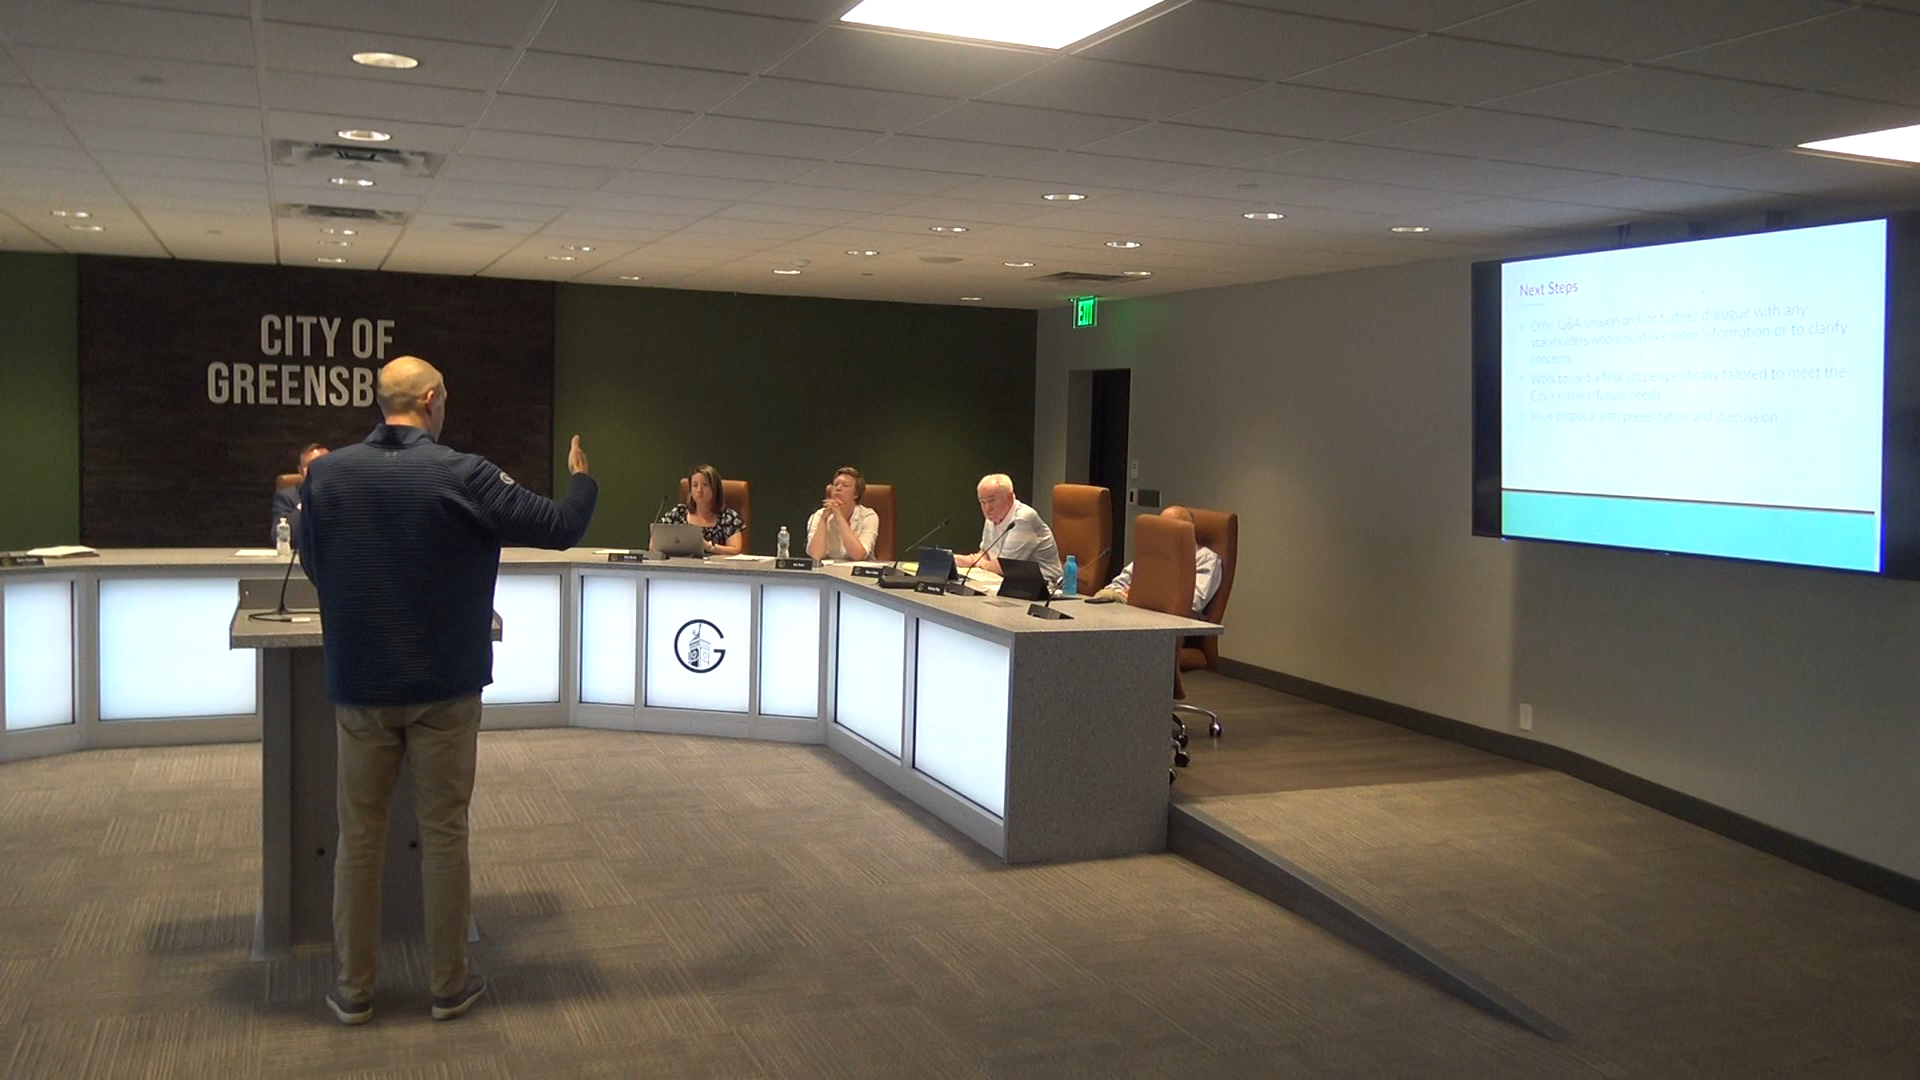 CITY OF
GREENSB
EXIT
G
Next Steps
Offer Q&A session and/or further dialogue with any
stakeholders who would like more information or to clarify
concerns
Work toward a final scope specifically tailored to meet the
City's current/future needs
Issue proposal with presentation and discussion